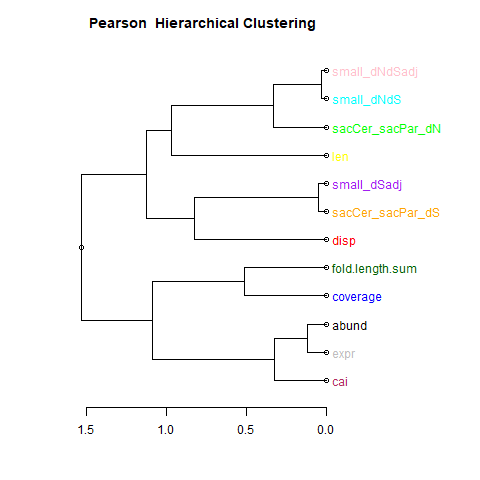 Pearson  Hierarchical Clustering
small_dNdSadj
small_dNdS
sacCer_sacPar_dN
len
small_dSadj
sacCer_sacPar_dS
disp
fold.length.sum
coverage
abund
expr
cai
1.5 1.0 0.5 0.0